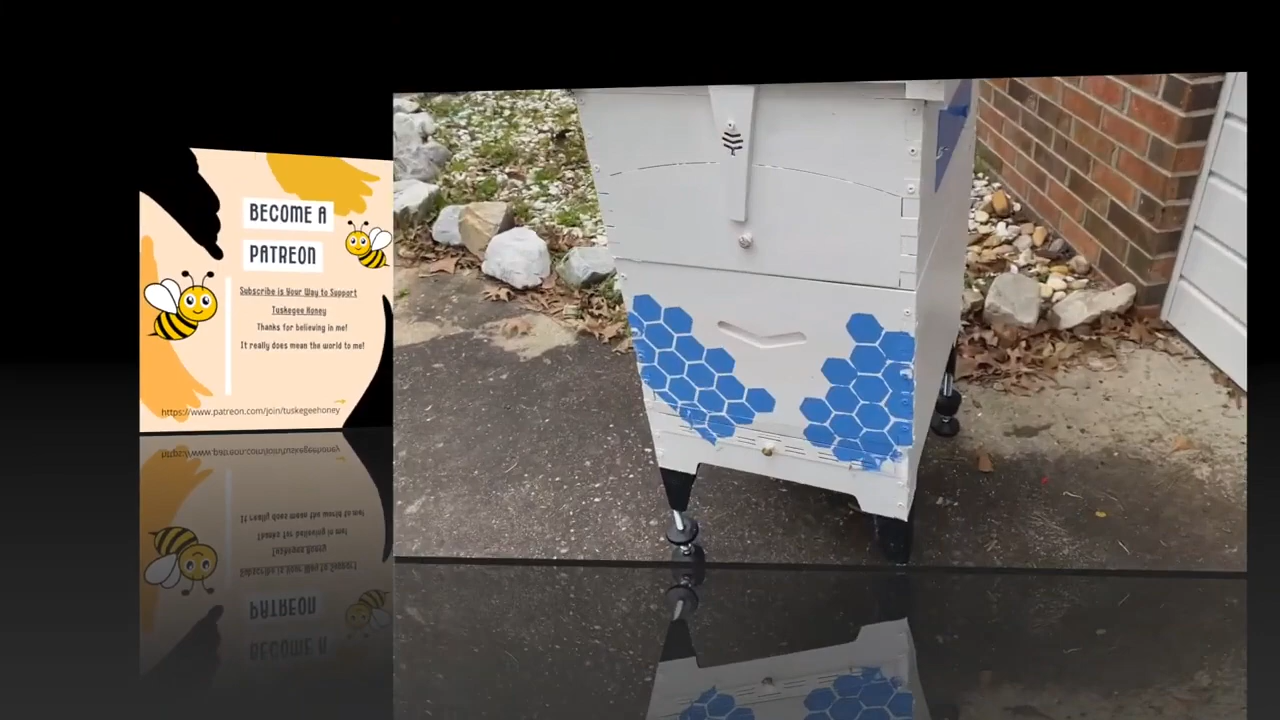 BECOME A
PATREON
Subscribe is Your Way to Support
Tuskegee Honey
Thanks for believing in me!
It really does mean the world to me!
https://www.patreon.com/join/tuskegeehoney